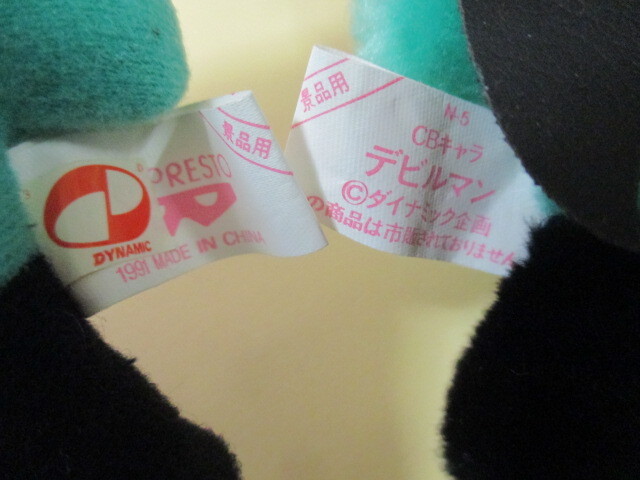 景品用
PRESTO
DYNAMIC
1991 MADE IN CHINA
景品用
N-5
CBキャラ
デビルマン
©ダイナミック企画
の商品は市販されておりません